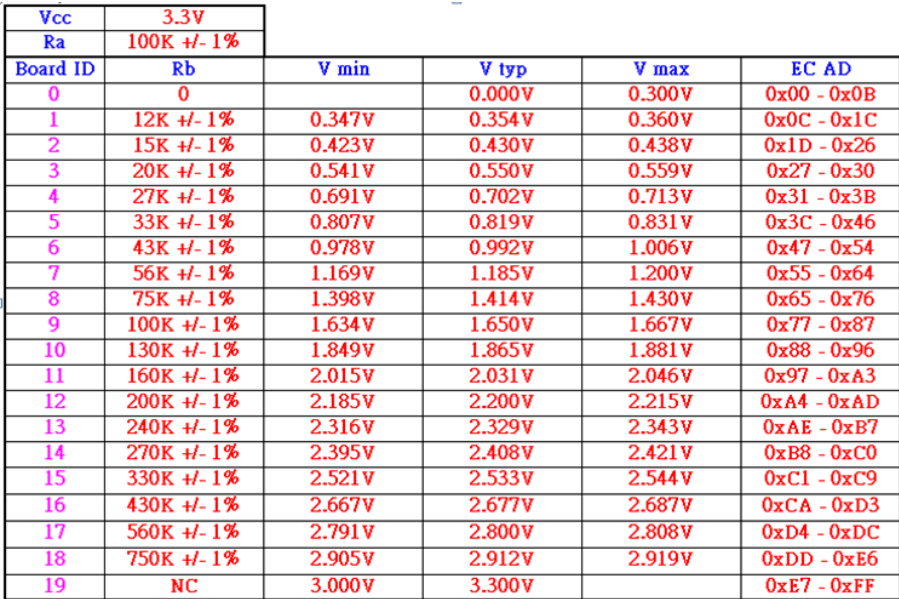 Vcc 3.3V
Ra 100K +/- 1%
Board ID Rb V min V typ V max EC AD
0 0 0.000V 0.300V 0x00 - 0x0B
1 12K +/- 1% 0.347V 0.354V 0.360V 0x0C - 0x1C
2 15K +/- 1% 0.423V 0.430V 0.438V 0x1D - 0x26
3 20K +/- 1% 0.541V 0.550V 0.559V 0x27 - 0x30
4 27K +/- 1% 0.691V 0.702V 0.713V 0x31 - 0x3B
5 33K +/- 1% 0.807V 0.819V 0.831V 0x3C - 0x46
6 43K +/- 1% 0.978V 0.992V 1.006V 0x47 - 0x54
7 56K +/- 1% 1.169V 1.185V 1.200V 0x55 - 0x64
8 75K +/- 1% 1.398V 1.414V 1.430V 0x65 - 0x76
9 100K +/- 1% 1.634V 1.650V 1.667V 0x77 - 0x87
10 130K +/- 1% 1.849V 1.865V 1.881V 0x88 - 0x96
11 160K +/- 1% 2.015V 2.031V 2.046V 0x97 - 0xA3
12 200K +/- 1% 2.185V 2.200V 2.215V 0xA4 - 0xAD
13 240K +/- 1% 2.316V 2.329V 2.343V 0xAE - 0xB7
14 270K +/- 1% 2.395V 2.408V 2.421V 0xB8 - 0xC0
15 330K +/- 1% 2.521V 2.533V 2.544V 0xC1 - 0xC9
16 430K +/- 1% 2.667V 2.677V 2.687V 0xCA - 0xD3
17 560K +/- 1% 2.791V 2.800V 2.808V 0xD4 - 0xDC
18 750K +/- 1% 2.905V 2.912V 2.919V 0xDD - 0xE6
19 NC 3.000V 3.300V 0xE7 - 0xFF